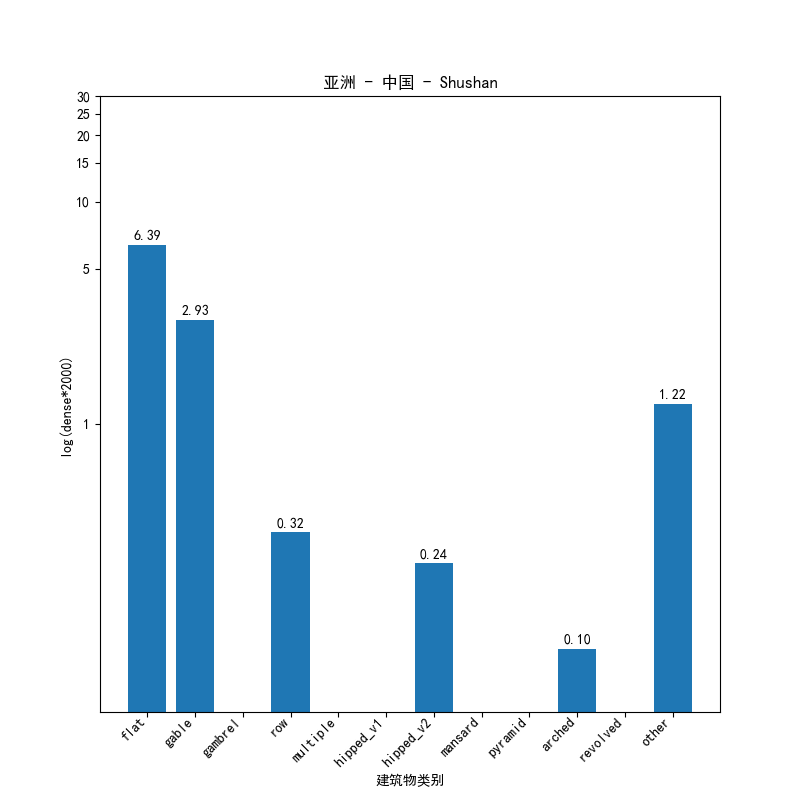 亚洲 - 中国 - Shushan
30
25
20
15
10
5
1
log(dense*2000)
6.39
2.93
0.32
0.24
0.10
1.22
flat
gable
gambrel
row
multiple
hipped_v1
hipped_v2
mansard
pyramid
arched
revolved
other
建筑物类别